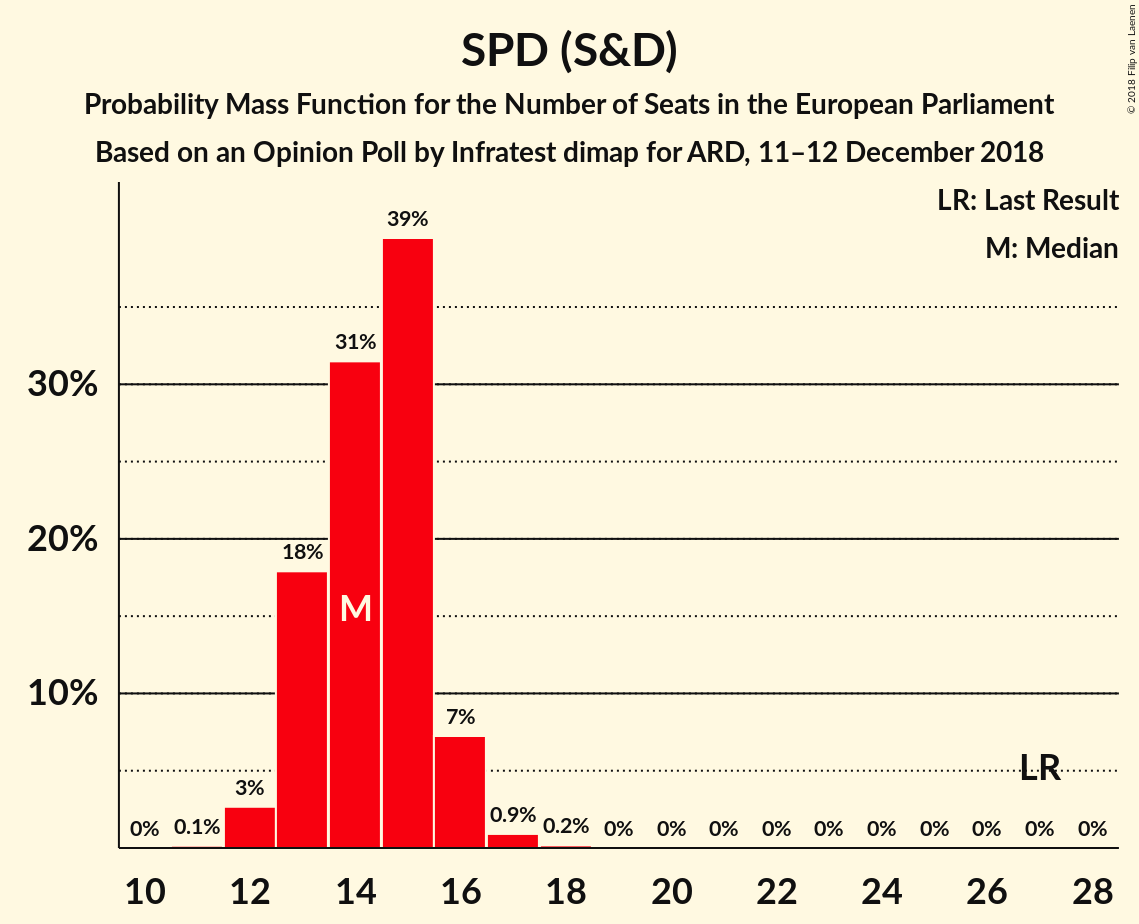 SPD (S&D)
Probability Mass Function for the Number of Seats in the European Parliament
Based on an Opinion Poll by Infratest dimap for ARD, 11–12 December 2018
© 2018 Filip van Laenen
LR: Last Result
M: Median
39%
31%
30%
20%
18%
M
10%
7%
LR
3%
0.9%
0% 0.1% 0.2% 0% 0% 0% 0% 0% 0% 0% 0% 0% 0%
10 12 14 16 18 20 22 24 26 28